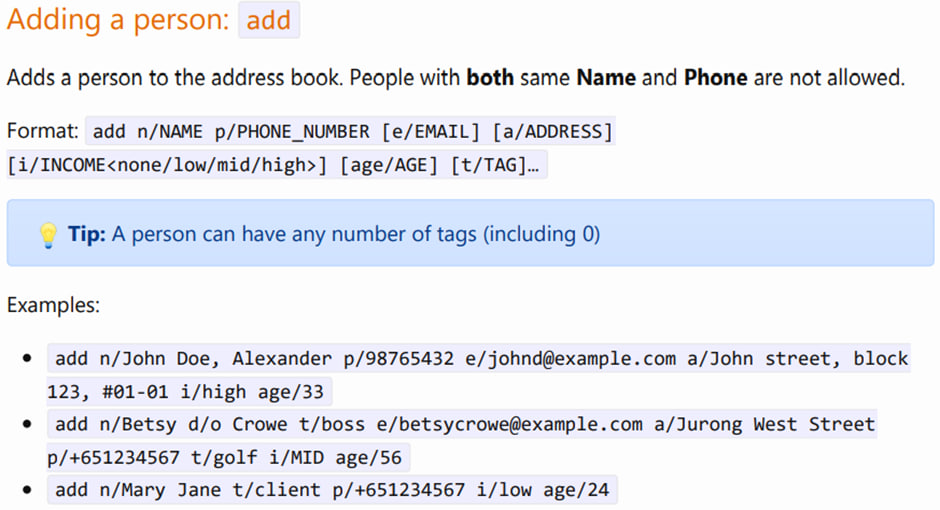 Adding a person: add
Adds a person to the address book. People with both same Name and Phone are not allowed.
Format: add n/NAME p/PHONE_NUMBER [e/EMAIL] [a/ADDRESS]
[i/INCOME<none/low/mid/high>] [age/AGE] [t/TAG]…
Tip: A person can have any number of tags (including 0)
Examples:
• add n/John Doe, Alexander p/98765432 e/johnd@example.com a/John street, block
123, #01-01 i/high age/33
• add n/Betsy d/o Crowe t/boss e/betsycrowe@example.com a/Jurong West Street
p/+651234567 t/golf i/MID age/56
• add n/Mary Jane t/client p/+651234567 i/low age/24